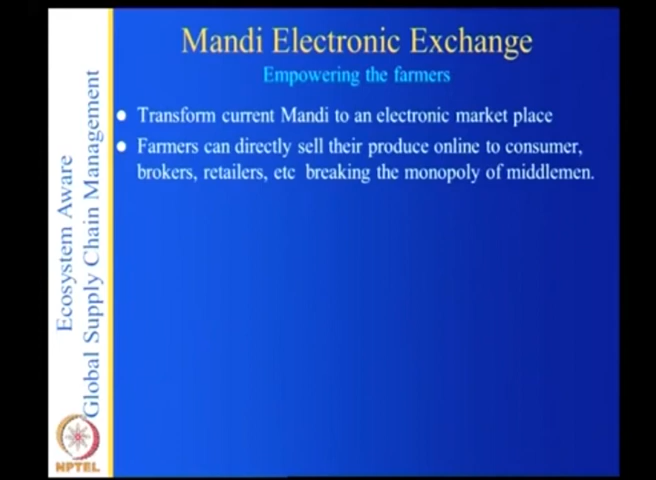 Mandi Electronic Exchange
Empowering the farmers
Transform current Mandi to an electronic market place
Farmers can directly sell their produce online to consumer,
brokers, retailers, etc breaking the monopoly of middlemen.
Ecosystem Aware
Global Supply Chain Management
NPTEL